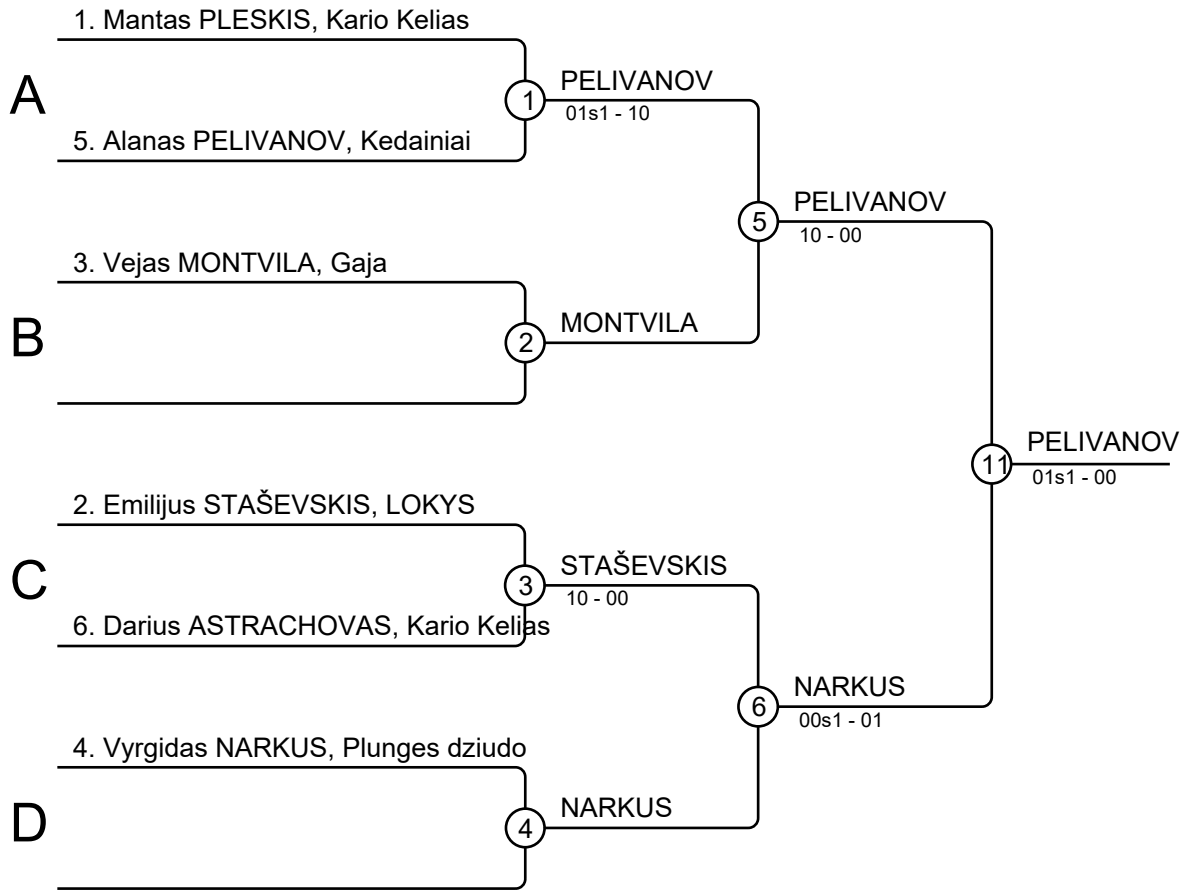 1. Mantas PLESKIS, Kario Kelias
A
1
PELIVANOV
01s1 - 10
5. Alanas PELIVANOV, Kedainiai
5
PELIVANOV
10 - 00
3. Vejas MONTVILA, Gaja
B
2
MONTVILA
11
PELIVANOV
01s1 - 00
2. Emilijus STAŠEVSKIS, LOKYS
C
3
STAŠEVSKIS
10 - 00
6. Darius ASTRACHOVAS, Kario Kelias
6
NARKUS
00s1 - 01
4. Vyrgidas NARKUS, Plunges dziudo
D
4
NARKUS